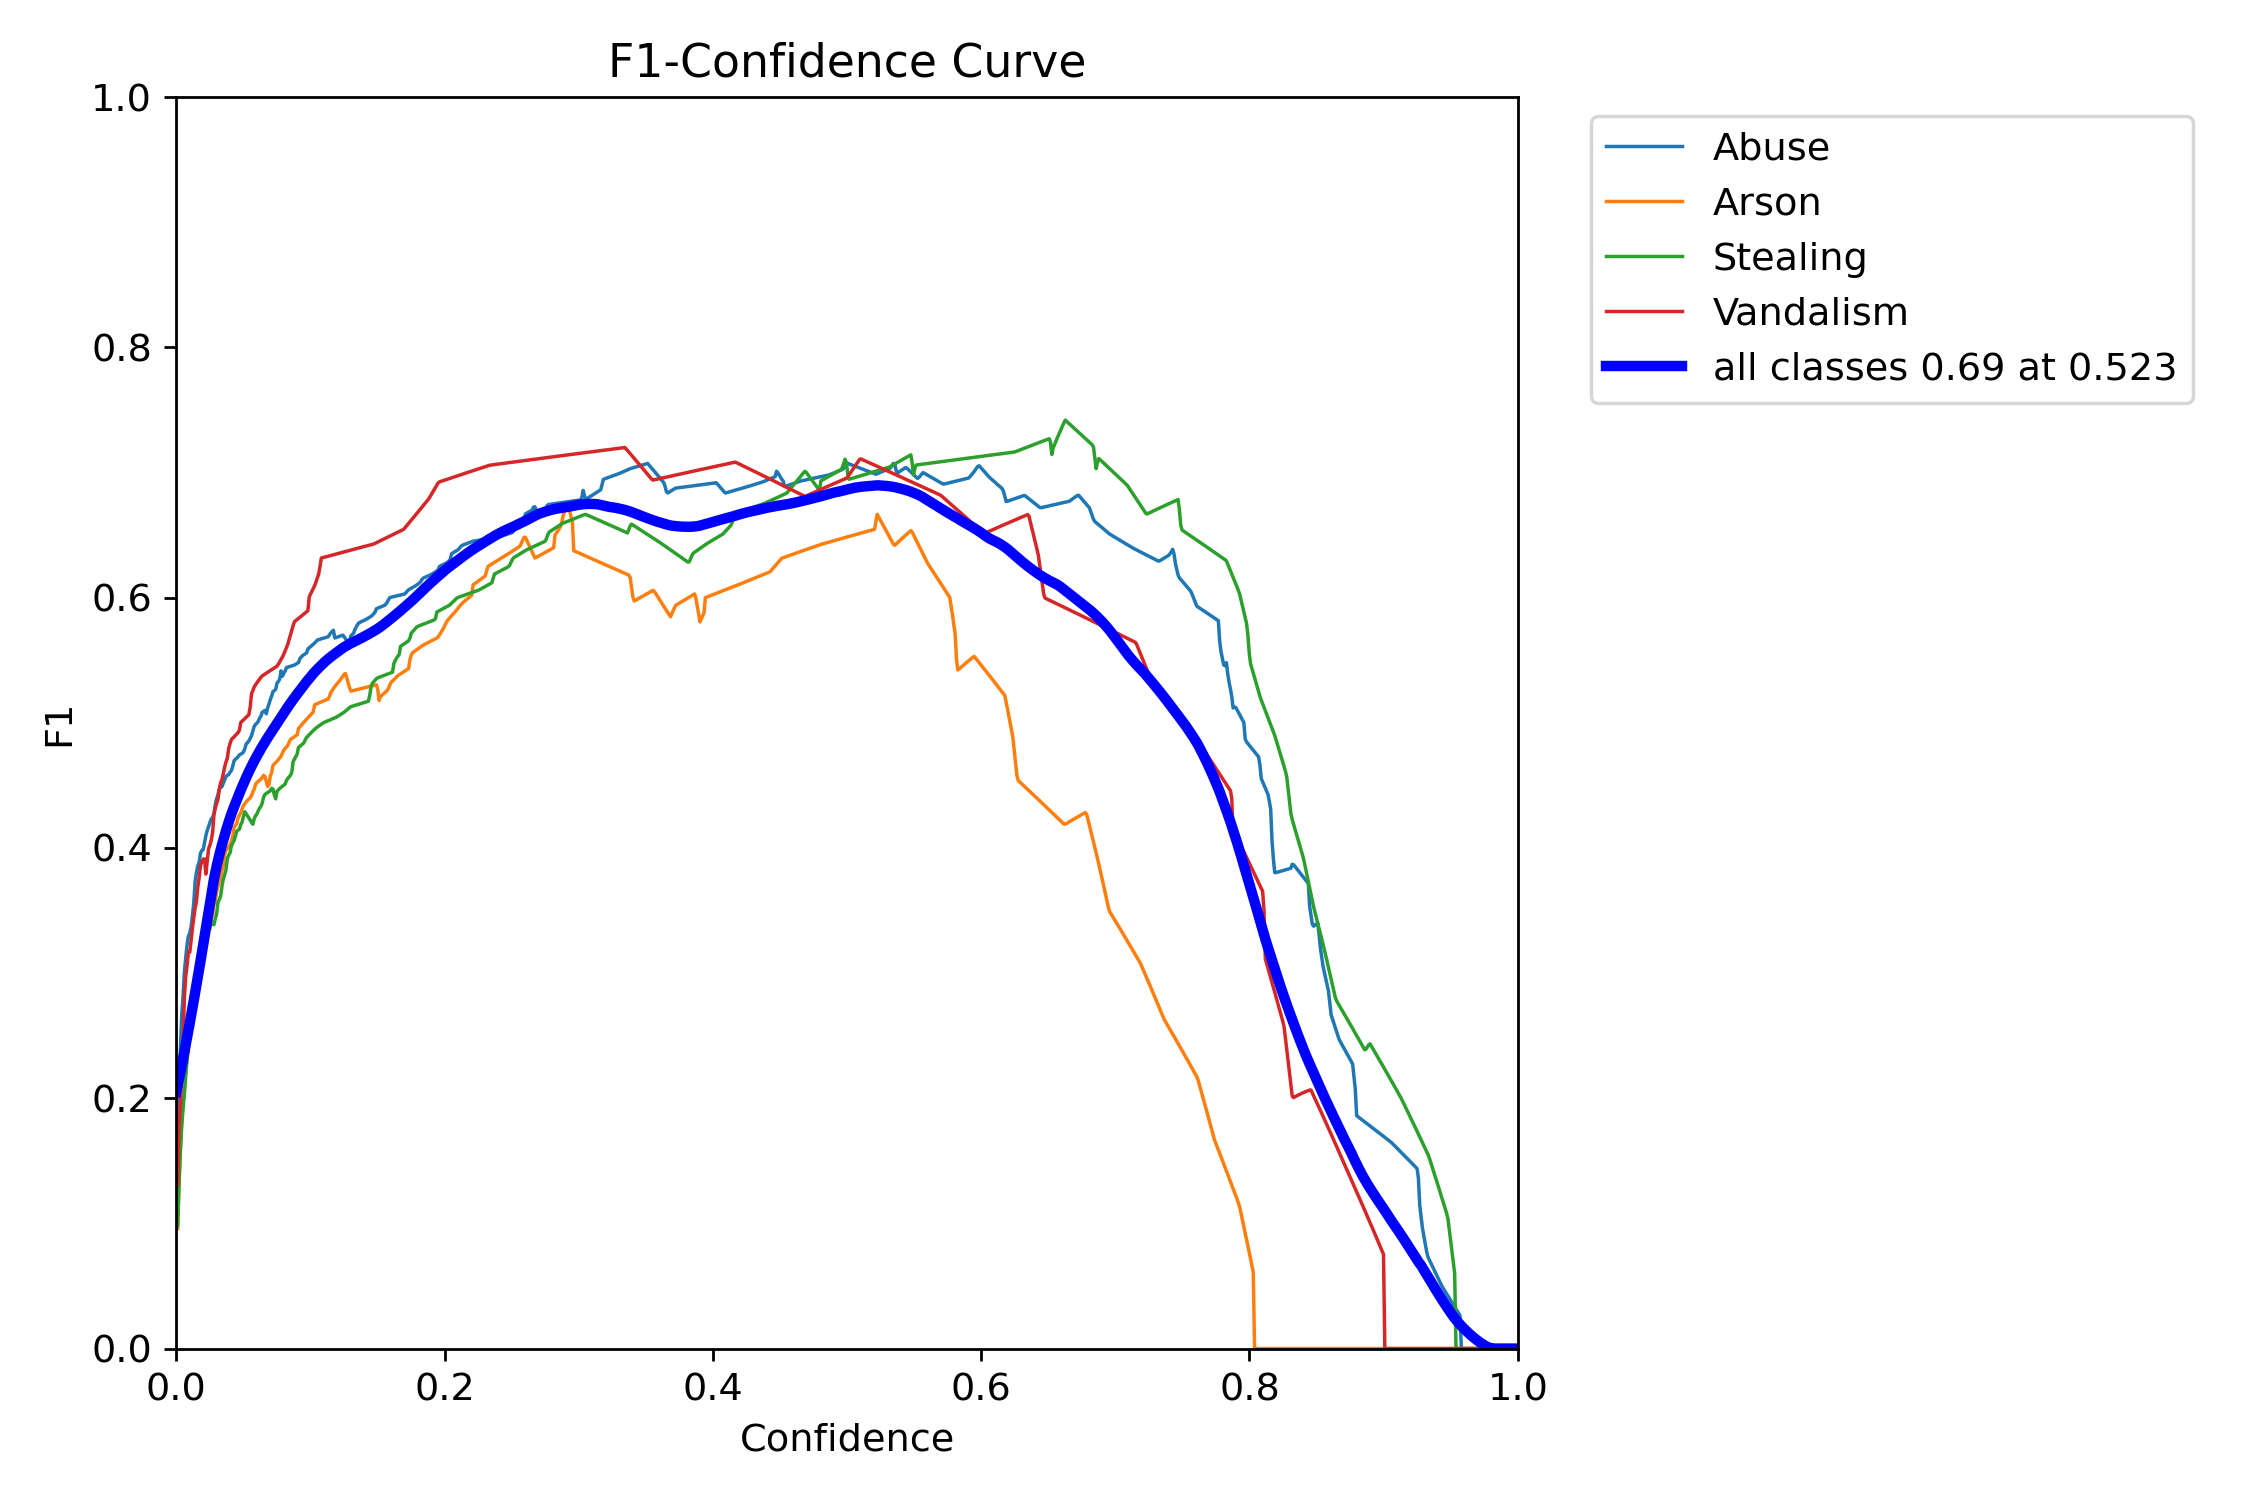 F1-Confidence Curve
1.0
0.8
0.6
0.4
0.2
0.0
F1
0.0 0.2 0.4 0.6 0.8 1.0
Confidence
Abuse
Arson
Stealing
Vandalism
all classes 0.69 at 0.523